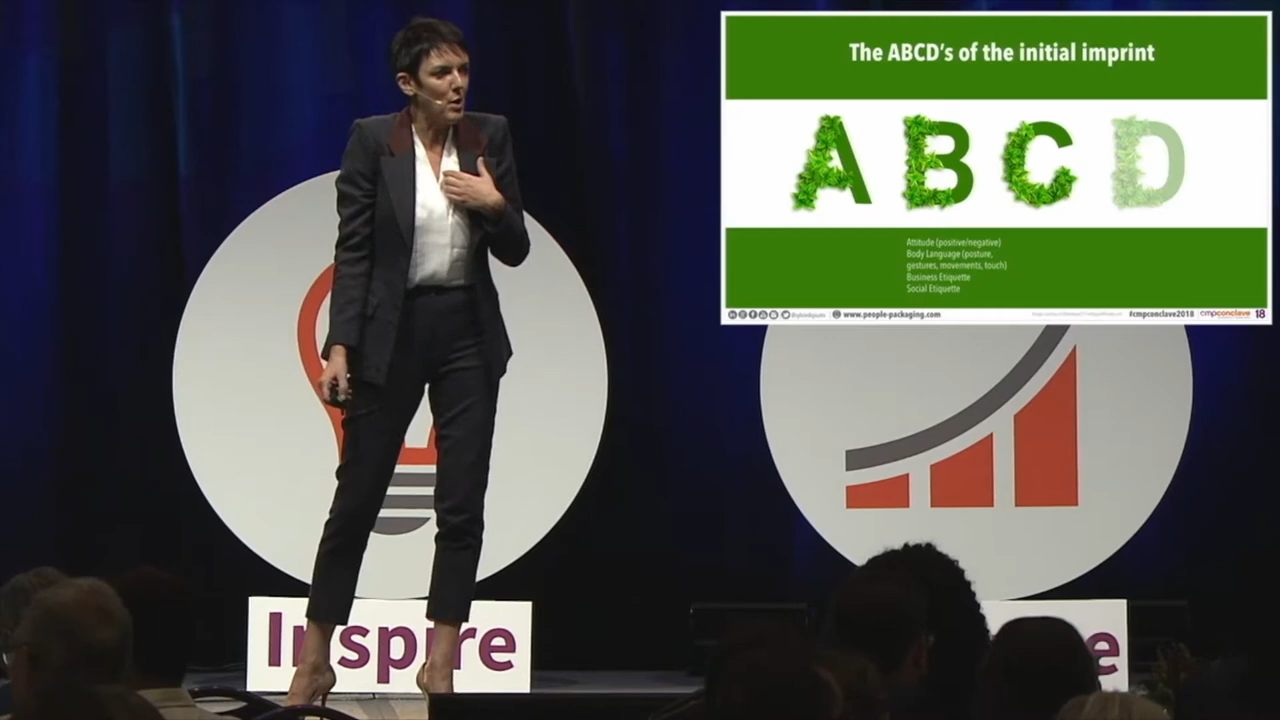 The ABCD's of the initial imprint
A B C D
Attitude (positive/negative)
Body Language (posture,
gestures, movements, touch)
Business Etiquette
Social Etiquette
www.people-packaging.com
#cmpconclave2018
cmpconclave
18
Inspire
e